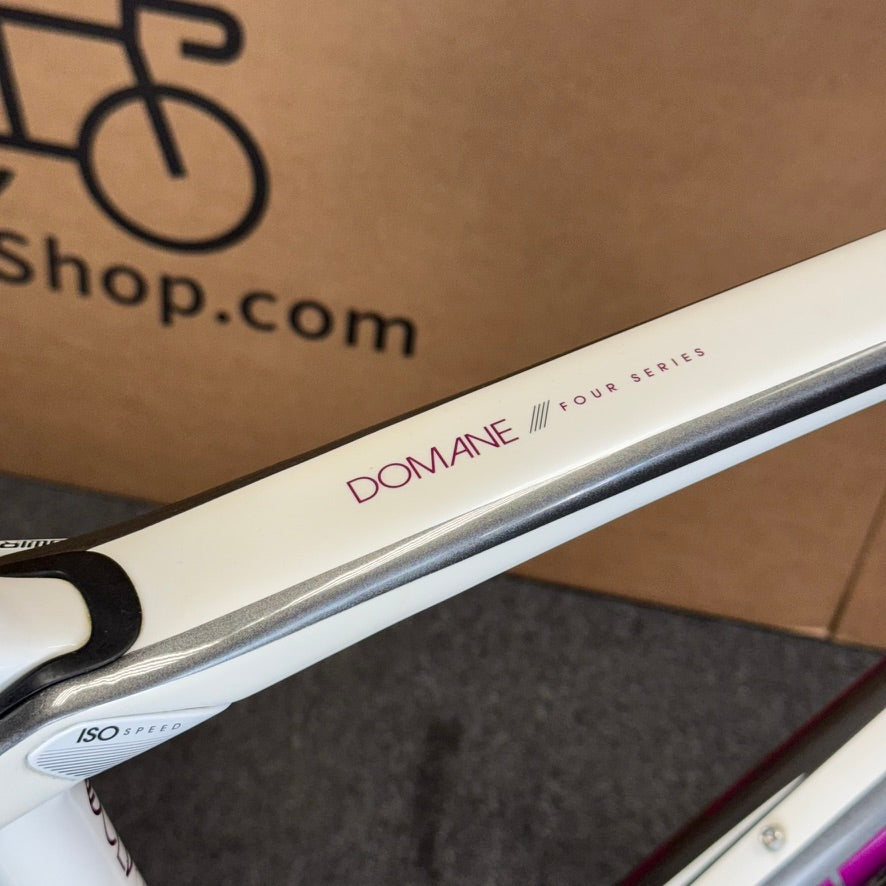 Shop.com
DOMANE //// FOUR SERIES
ISO SPEED